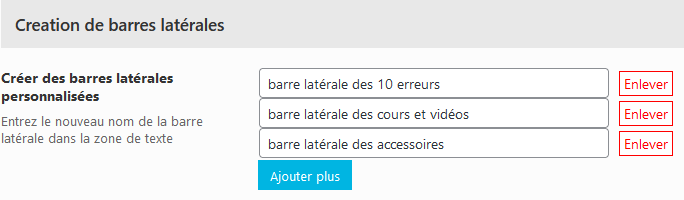 Creation de barres latérales
Créer des barres latérales
personnalisées
Entrez le nouveau nom de la barre
latérale dans la zone de texte
barre latérale des 10 erreurs
Enlever
barre latérale des cours et vidéos
Enlever
barre latérale des accessoires
Enlever
Ajouter plus